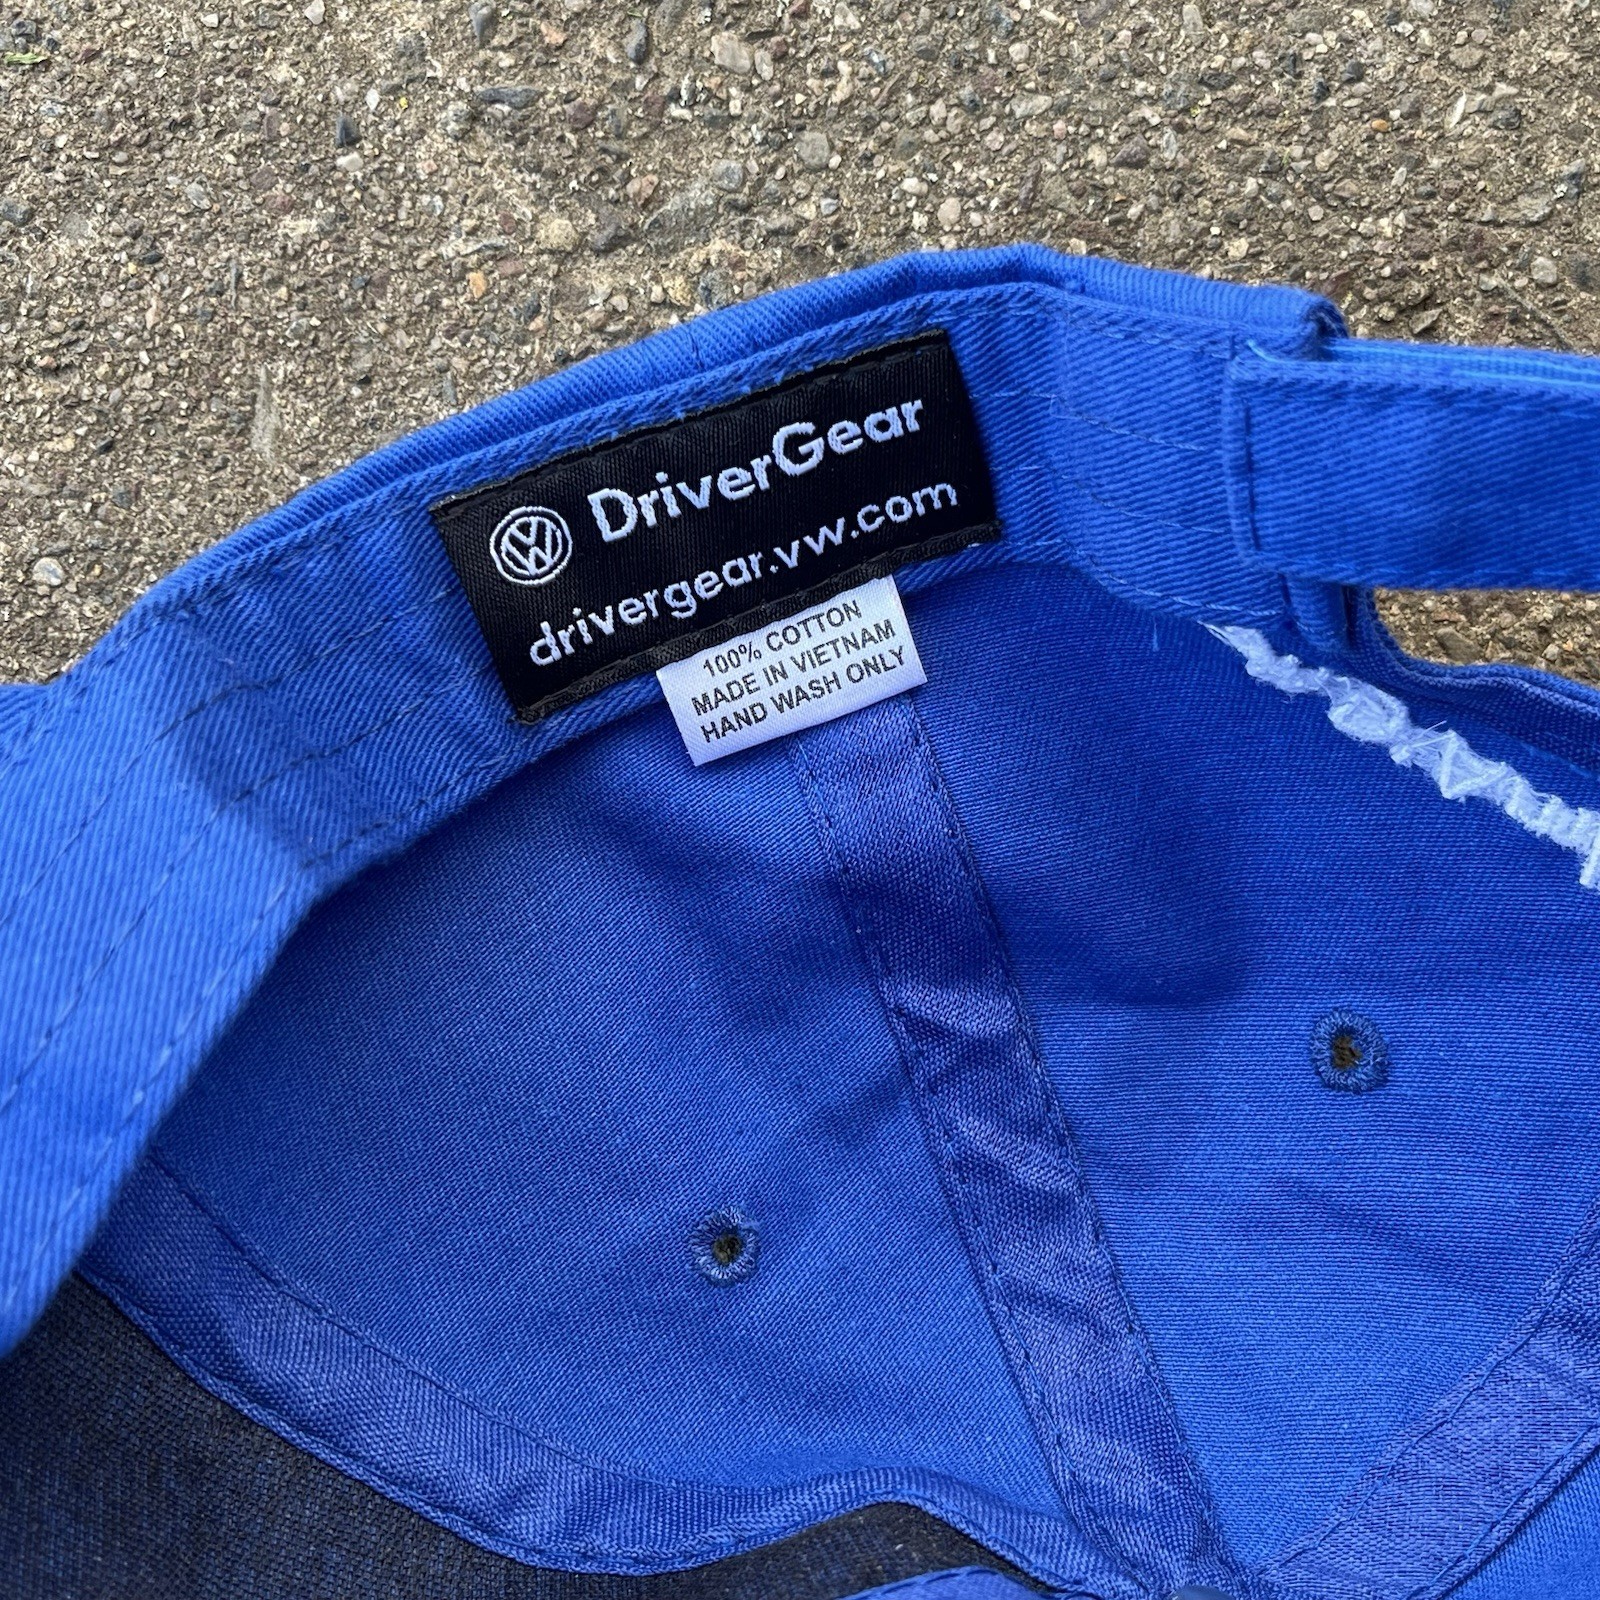 DriverGear
drivergear.vw.com
100% COTTON
MADE IN VIETNAM
HAND WASH ONLY